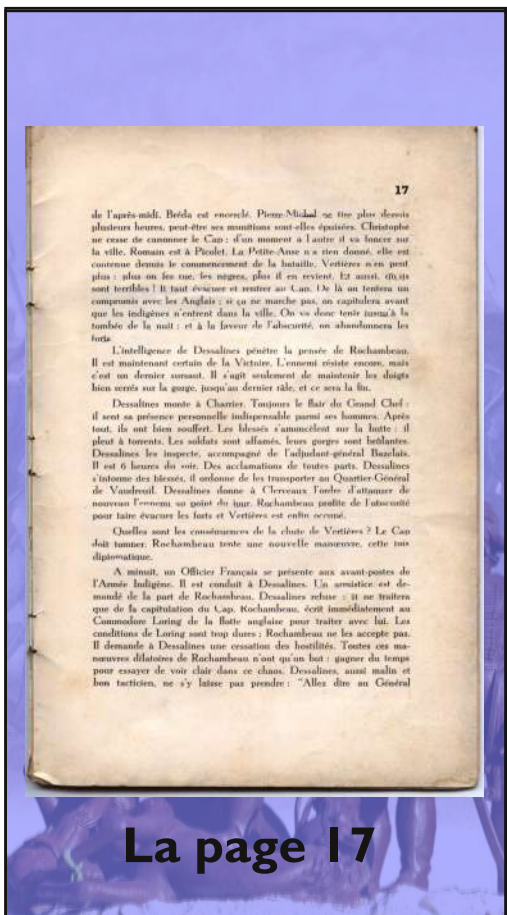 17
de l'après-midi. Bréda est encerclé. Pierre-Michel ne tire plus depuis
plusieurs heures, peut-être ses munitions sont-elles épuisées. Christophe
ne cesse de canonner le Cap ; d'un moment à l'autre il va foncer sur
la ville. Romain est à Picolet. La Petite-Anse n'a rien donné, elle est
contenue depuis le commencement de la bataille. Vertières n'en peut
plus : plus on les tue, les nègres, plus il en revient. Et aussi, qu'ils
sont terribles ! Il faut évacuer et rentrer au Cap. De là on tentera un
compromis avec les Anglais ; si ça ne marche pas, on capitulera avant
que les indigènes n'entrent dans la ville. On va donc tenir jusqu'à la
tombée de la nuit ; et à la faveur de l'obscurité, on abandonnera les
forts.
L'intelligence de Dessalines pénètre la pensée de Rochambeau.
Il est maintenant certain de la Victoire. L'ennemi résiste encore, mais
c'est un dernier sursaut. Il s'agit seulement de maintenir les doigts
bien serrés sur la gorge, jusqu'au dernier râle, et ce sera la fin.
Dessalines monte à Charrier. Toujours le flair du Grand Chef :
il sent sa présence personnelle indispensable parmi ses hommes. Après
tout, ils ont bien souffert. Les blessés s'amoncèlent sur la butte ; il
pleut à torrents. Les soldats sont affamés, leurs gorges sont brûlantes.
Dessalines les inspecte, accompagné de l'adjudant-général Bazelais.
Il est 6 heures du soir. Des acclamations de toutes parts. Dessalines
s'informe des blessés, il ordonne de les transporter au Quartier-Général
de Vaudreuil. Dessalines donne à Clerveaux l'ordre d'attaquer de
nouveau l'ennemi au point du jour. Rochambeau profite de l'obscurité
pour faire évacuer les forts et Vertières est enfin occupé.
Quelles sont les conséquences de la chute de Vertières ? Le Cap
doit tomber. Rochambeau tente une nouvelle manœuvre, cette fois
diplomatique.
A minuit, un Officier Français se présente aux avant-postes de
l'Armée Indigène. Il est conduit à Dessalines. Un armistice est de-
mandé de la part de Rochambeau. Dessalines refuse : il ne traitera
que de la capitulation du Cap. Rochambeau, écrit immédiatement au
Commodore Loring de la flotte anglaise pour traiter avec lui. Les
conditions de Loring sont trop dures ; Rochambeau ne les accepte pas.
Il demande à Dessalines une cessation des hostilités. Toutes ces ma-
nœuvres dilatoires de Rochambeau n'ont qu'un but : gagner du temps
pour essayer de voir clair dans ce chaos. Dessalines, aussi malin et
bon tacticien, ne s'y laisse pas prendre : "Allez dire au Général
La page 17